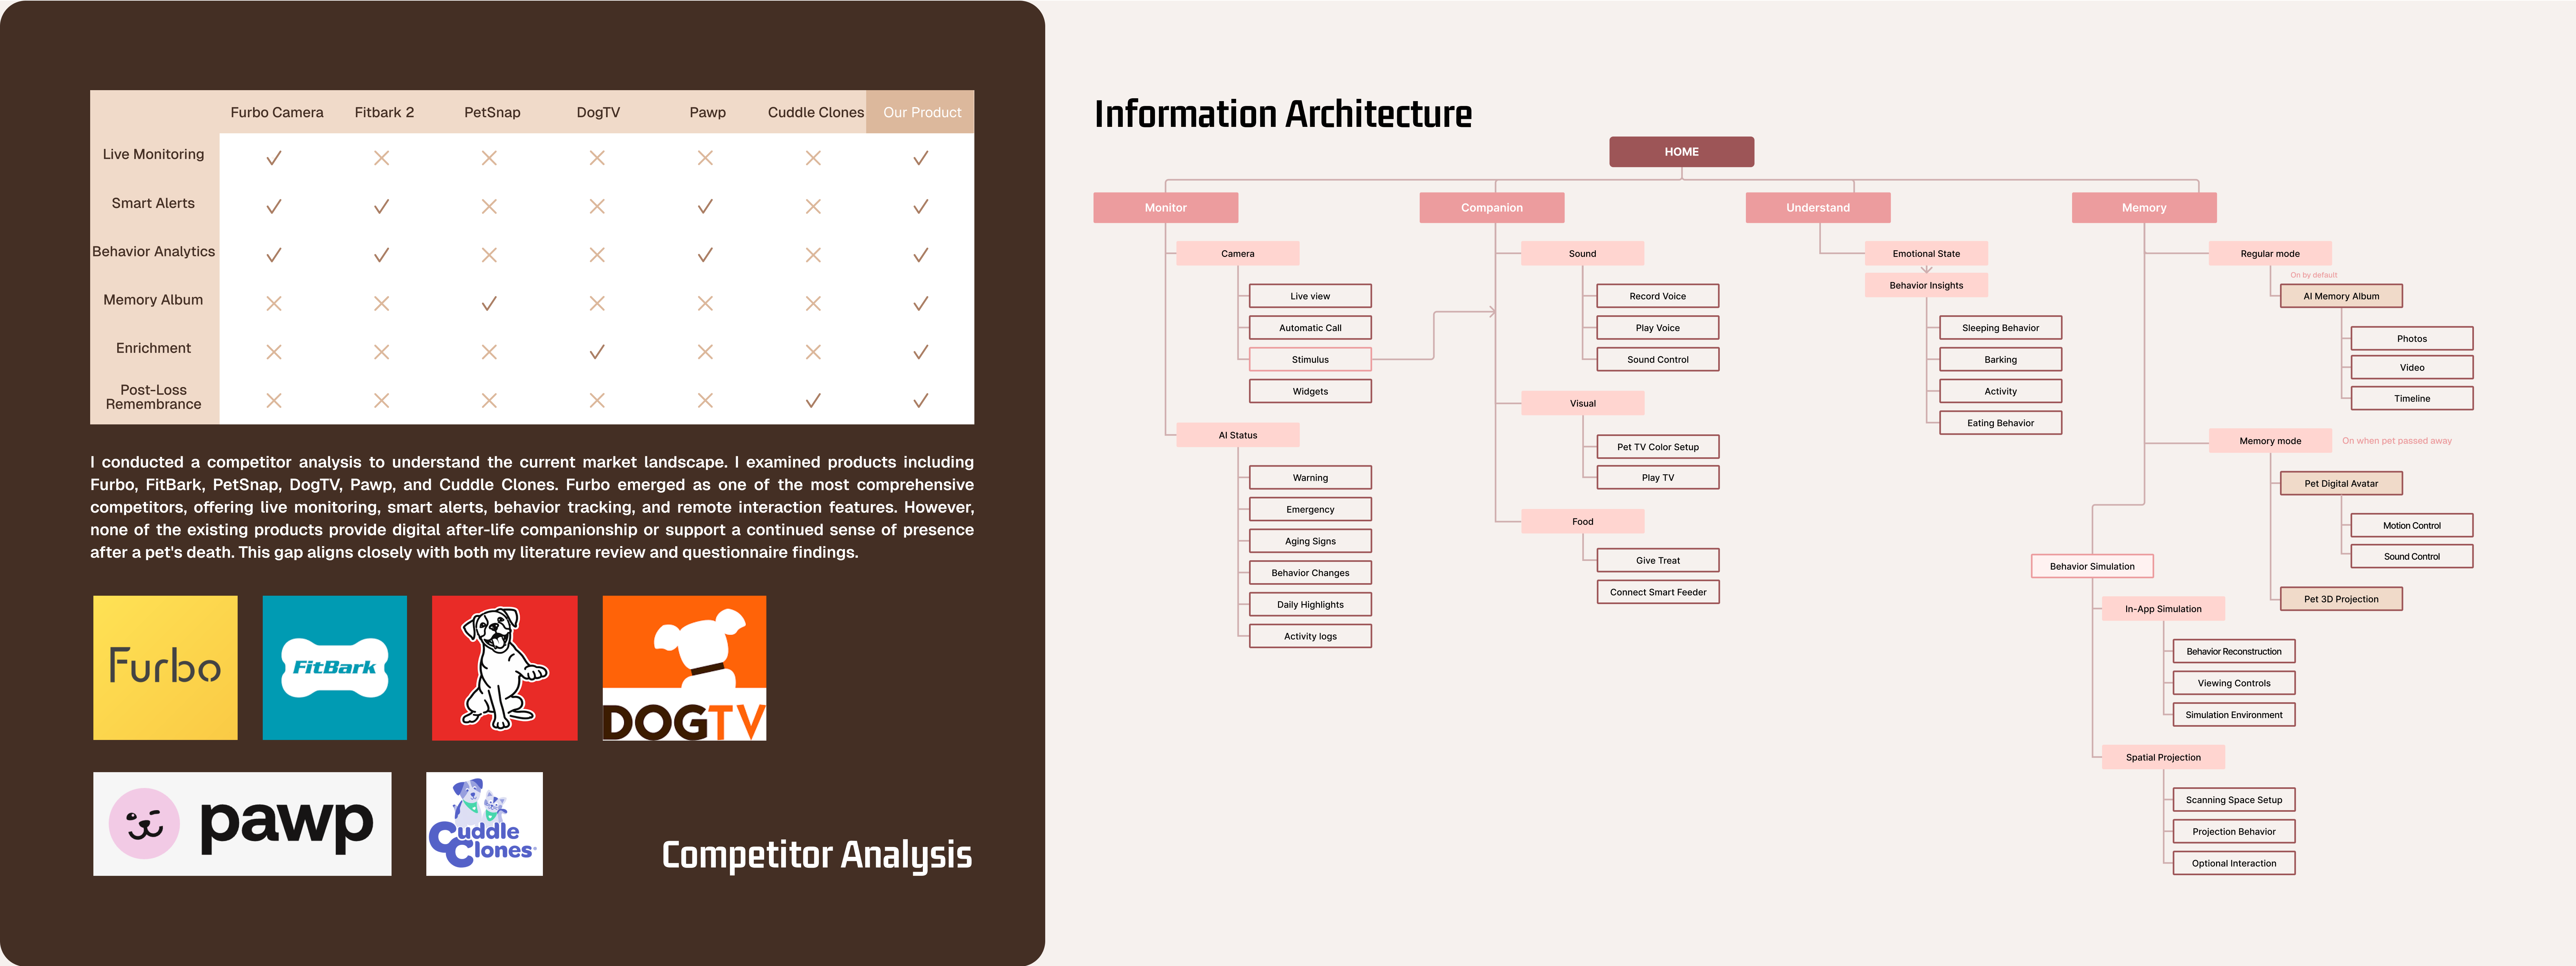 Furbo Camera Fitbark 2 PetSnap DogTV Pawp Cuddle Clones Our Product
Live Monitoring
Smart Alerts
Behavior Analytics
Memory Album
Enrichment
Post-Loss
Remembrance
I conducted a competitor analysis to understand the current market landscape. I examined products including
Furbo, FitBark, PetSnap, DogTV, Pawp, and Cuddle Clones. Furbo emerged as one of the most comprehensive
competitors, offering live monitoring, smart alerts, behavior tracking, and remote interaction features. However,
none of the existing products provide digital after-life companionship or support a continued sense of presence
after a pet's death. This gap aligns closely with both my literature review and questionnaire findings.
Furbo
FitBark
DOGTV
pawp
Cuddle
Clones
Competitor Analysis
Information Architecture
HOME
Monitor
Camera
Live view
Automatic Call
Stimulus
Widgets
AI Status
Warning
Emergency
Aging Signs
Behavior Changes
Daily Highlights
Activity logs
Companion
Sound
Record Voice
Play Voice
Sound Control
Visual
Pet TV Color Setup
Play TV
Food
Give Treat
Connect Smart Feeder
Understand
Emotional State
Behavior Insights
Sleeping Behavior
Barking
Activity
Eating Behavior
Memory
Regular mode
On by default
AI Memory Album
Photos
Video
Timeline
Memory mode
On when pet passed away
Pet Digital Avatar
Motion Control
Sound Control
Pet 3D Projection
Behavior Simulation
In-App Simulation
Behavior Reconstruction
Viewing Controls
Simulation Environment
Spatial Projection
Scanning Space Setup
Projection Behavior
Optional Interaction